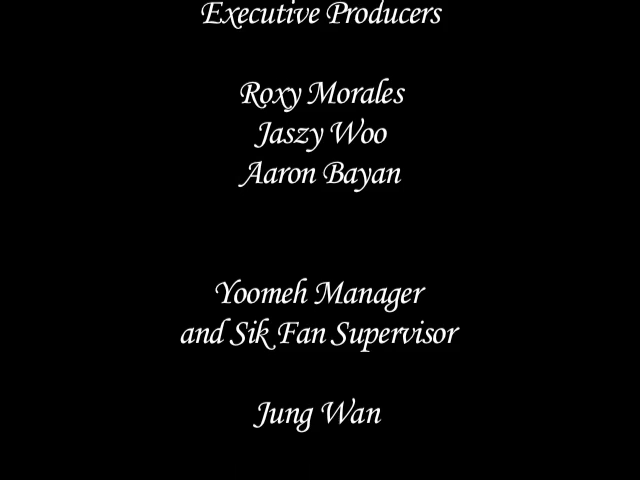 Executive Producers
Roxy Morales
Jaszy Woo
Aaron Bayan
Yoomeh Manager
and Sik Fan Supervisor
Jung Wan